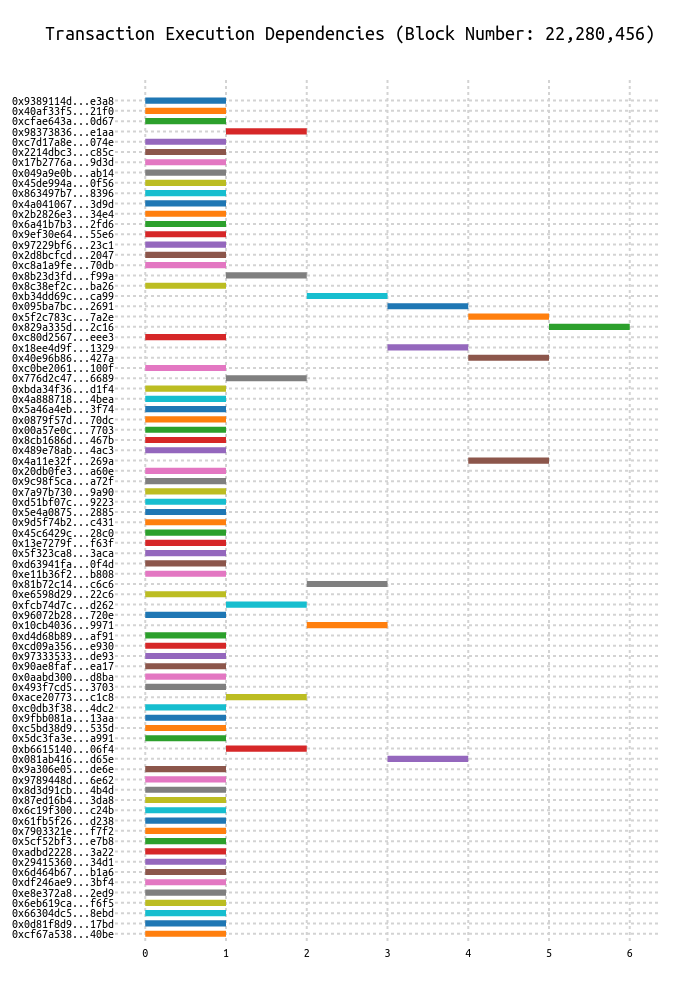 Transaction Execution Dependencies (Block Number: 22,280,456)
0x9389114d...e3a8
0x40af33f5...21f0
0xcfae643a...0d67
0x98373836...e1aa
0xc7d17a8e...074e
0x2214dbc3...c85c
0x17b2776a...9d3d
0x049a9e0b...ab14
0x45de994a...0f56
0x863497b7...8396
0x4a041067...3d9d
0x2b2826e3...34e4
0x6a41b7b3...2fd6
0x9ef30e64...55e6
0x97229bf6...23c1
0x2d8bcfcd...2047
0xc8a1a9fe...70db
0x8b23d3fd...f99a
0x8c38ef2c...ba26
0xb34dd69c...ca99
0x095ba7bc...2691
0x5f2c783c...7a2e
0x829a335d...2c16
0xc80d2567...eee3
0x18ee4d9f...1329
0x40e96b86...427a
0xc0be2061...100f
0x776d2c47...6689
0xbda34f36...d1f4
0x4a888718...4bea
0x5a46a4eb...3f74
0x0879f57d...70dc
0x00a57e0c...7703
0x8cb1686d...467b
0x489e78ab...4ac3
0x4a11e32f...269a
0x20db0fe3...a60e
0x9c98f5ca...a72f
0x7a97b730...9a90
0xd51bf07c...9223
0x5e4a0875...2885
0x9d5f74b2...c431
0x45c6429c...28c0
0x13e7279f...f63f
0x5f323ca8...3aca
0xd63941fa...0f4d
0xe11b36f2...b808
0x81b72c14...c6c6
0xe6598d29...22c6
0xfcb74d7c...d262
0x96072b28...720e
0x10cb4036...9971
0xd4d68b89...af91
0xcd09a356...e930
0x97333533...de93
0x90ae8faf...ea17
0x0aabd300...d8ba
0x493f7cd5...3703
0xace20773...c1c8
0xc0db3f38...4dc2
0x9fbb081a...13aa
0xc5bd38d9...535d
0x5dc3fa3e...a991
0xb6615140...06f4
0x081ab416...d65e
0x9a306e05...de6e
0x9789448d...6e62
0x8d3d91cb...4b4d
0x87ed16b4...3da8
0x6c19f300...c24b
0x61fb5f26...d238
0x7903321e...f7f2
0x5cf52bf3...e7b8
0xadbd2228...3a22
0x29415360...34d1
0x6d464b67...b1a6
0xdf246ae9...3bf4
0xe8e372a8...2ed9
0x6eb619ca...f6f5
0x66304dc5...8ebd
0x0d81f8d9...17bd
0xcf67a538...40be
0 1 2 3 4 5 6